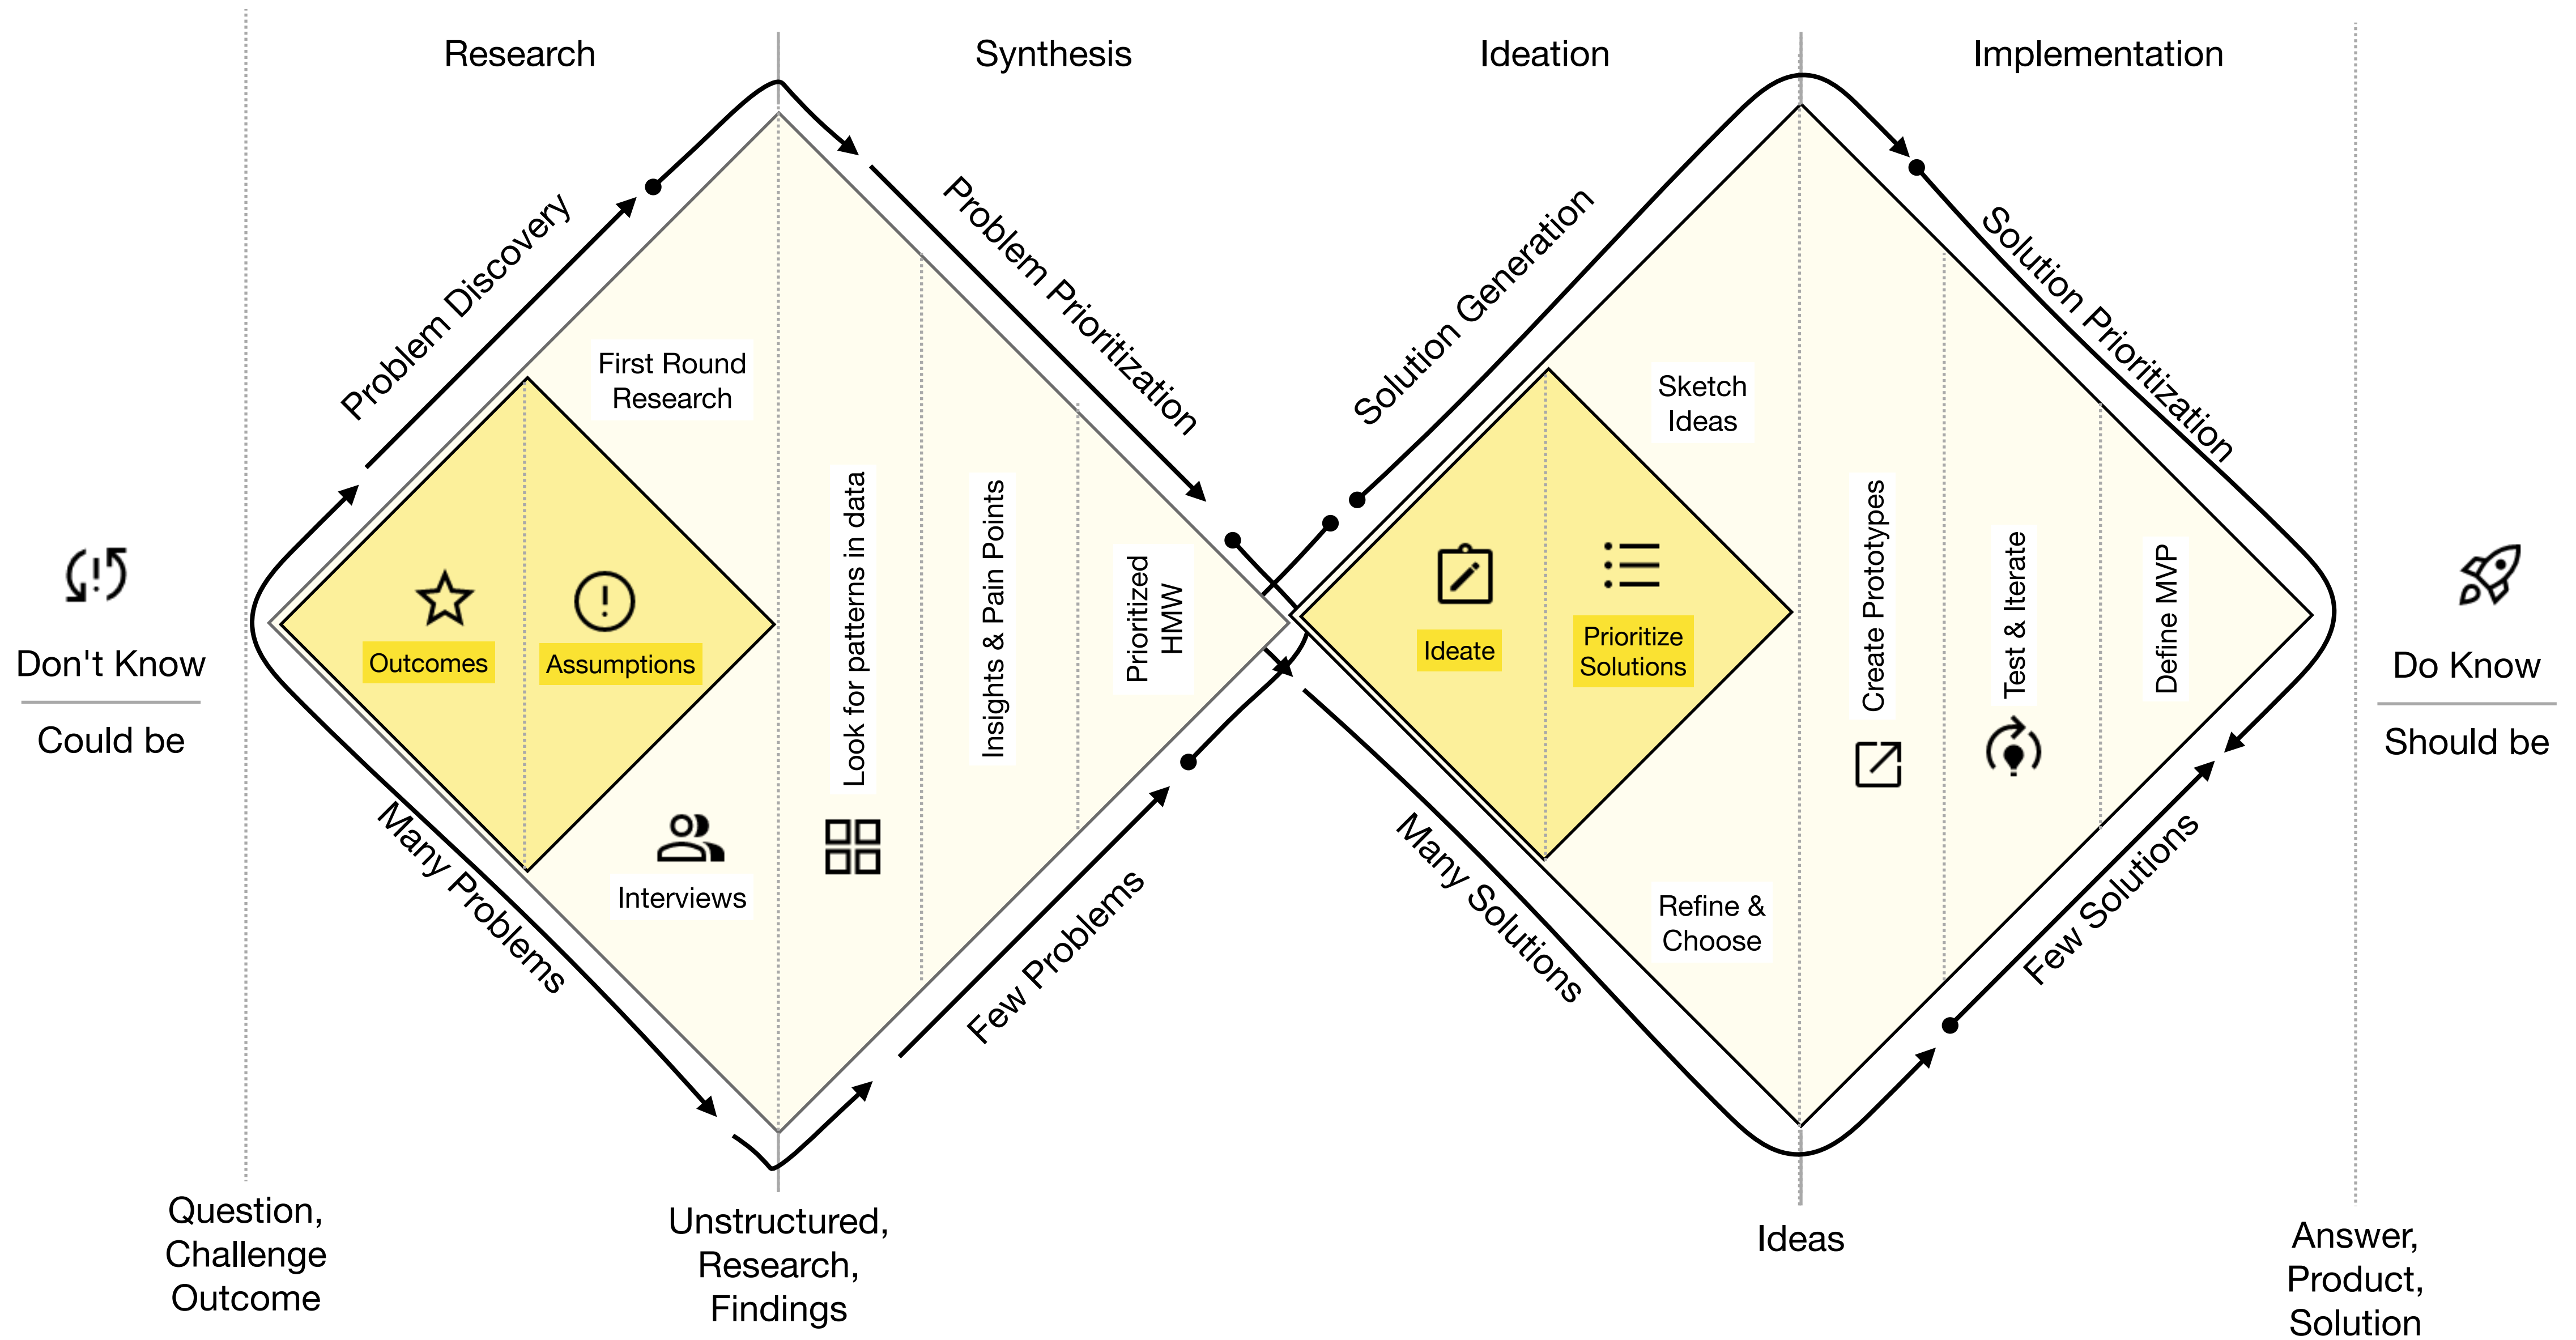 Research
Synthesis
Ideation
Implementation
Problem Discovery
Problem Prioritization
Solution Generation
Solution Prioritization
First Round
Research
Sketch
Ideas
Look for patterns in data
Insights & Pain Points
Prioritized
HMW
Create Prototypes
Test & Iterate
Define MVP
Don't Know
Could be
Outcomes
Assumptions
Ideate
Prioritize
Solutions
Do Know
Should be
Interviews
Refine &
Choose
Many Problems
Few Problems
Many Solutions
Few Solutions
Question,
Challenge
Outcome
Unstructured,
Research,
Findings
Ideas
Answer,
Product,
Solution